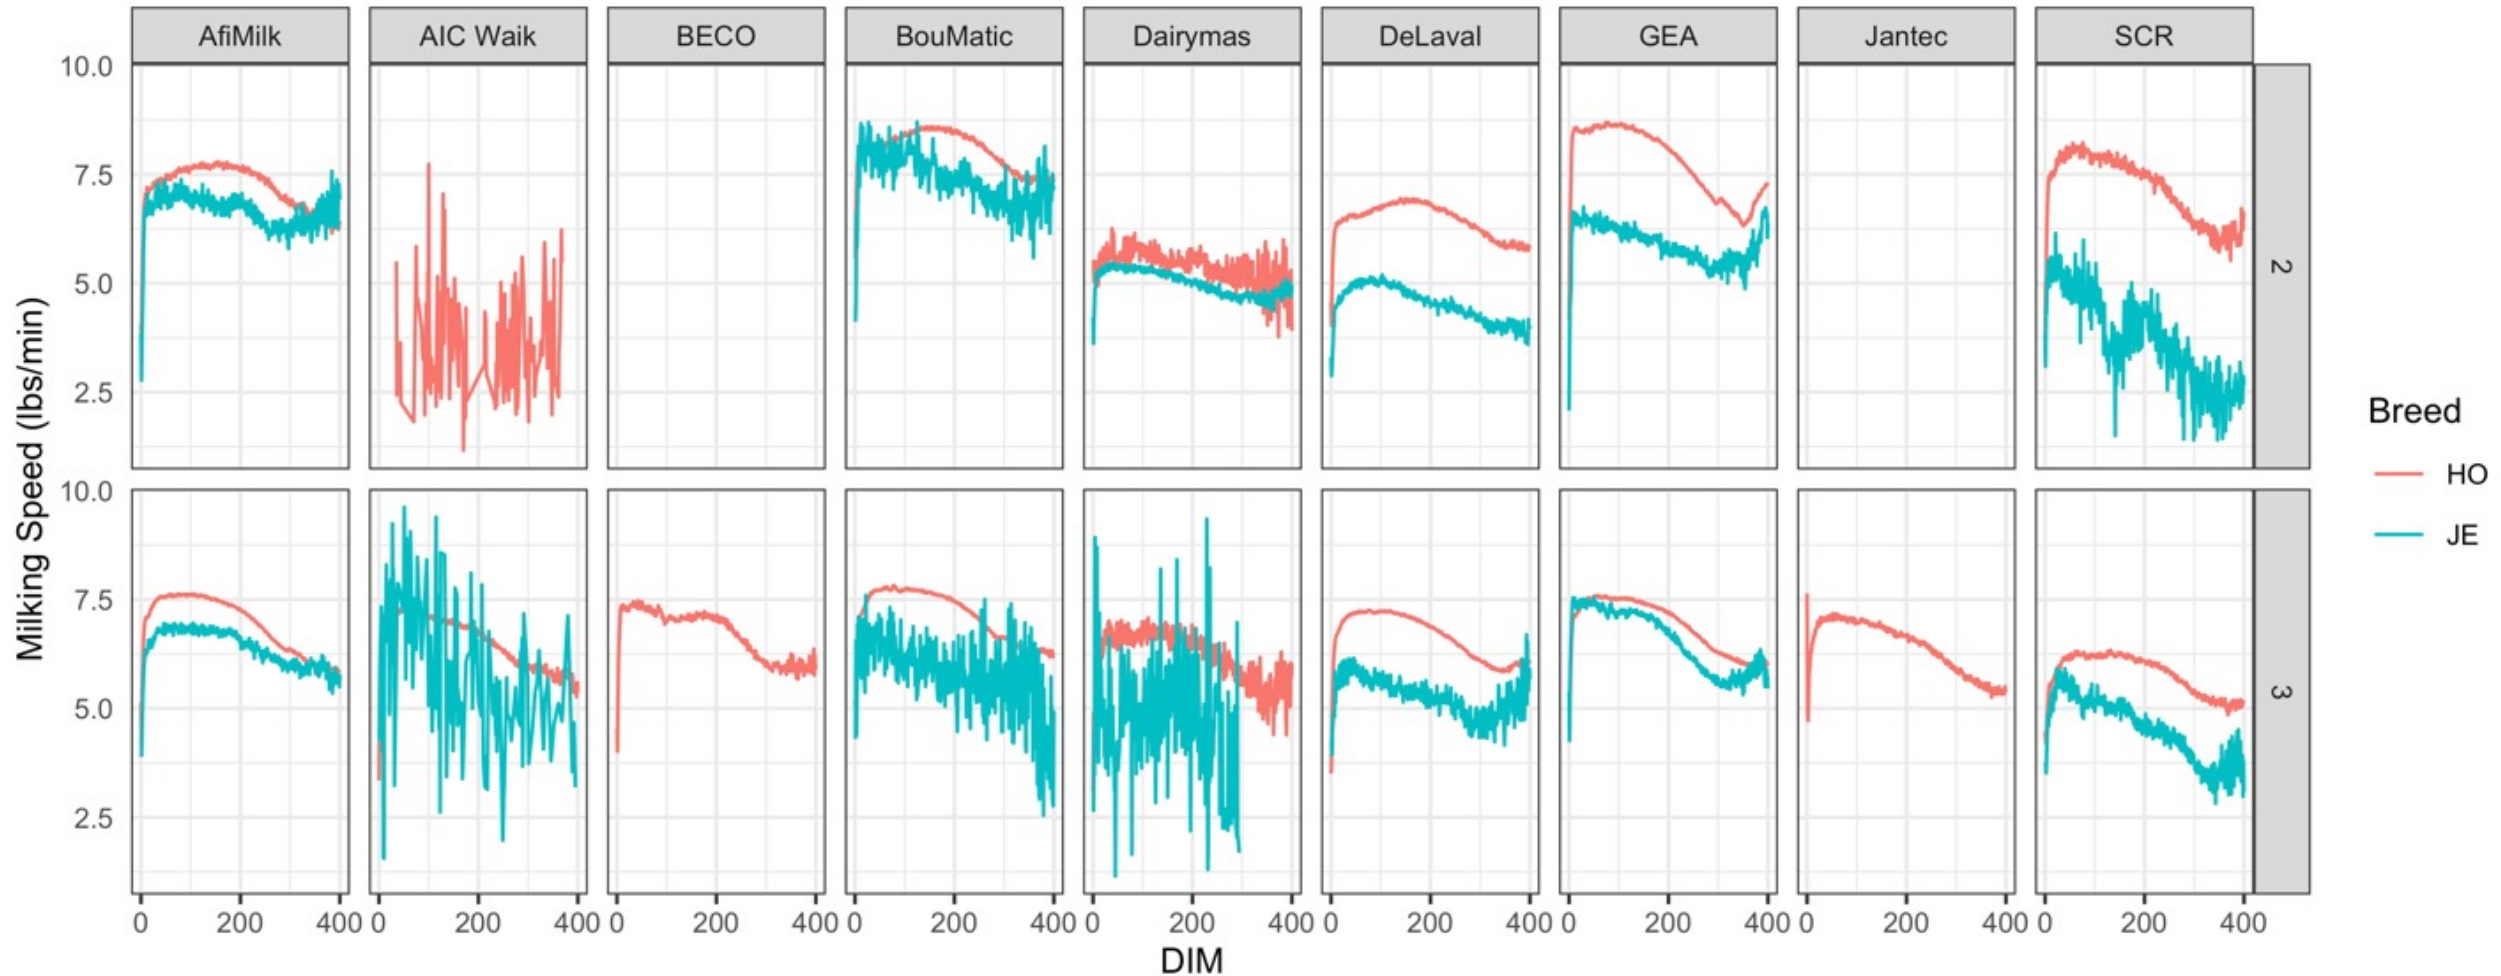 AfiMilk AIC Waik BECO BouMatic Dairymas DeLaval GEA Jantec SCR
10.0
7.5
5.0
2.5
2
10.0
7.5
5.0
2.5
3
Milking Speed (lbs/min)
0 200 400 0 200 400 0 200 400 0 200 400 0 200 400 0 200 400 0 200 400 0 200 400 0 200 400
DIM
Breed
HO
JE